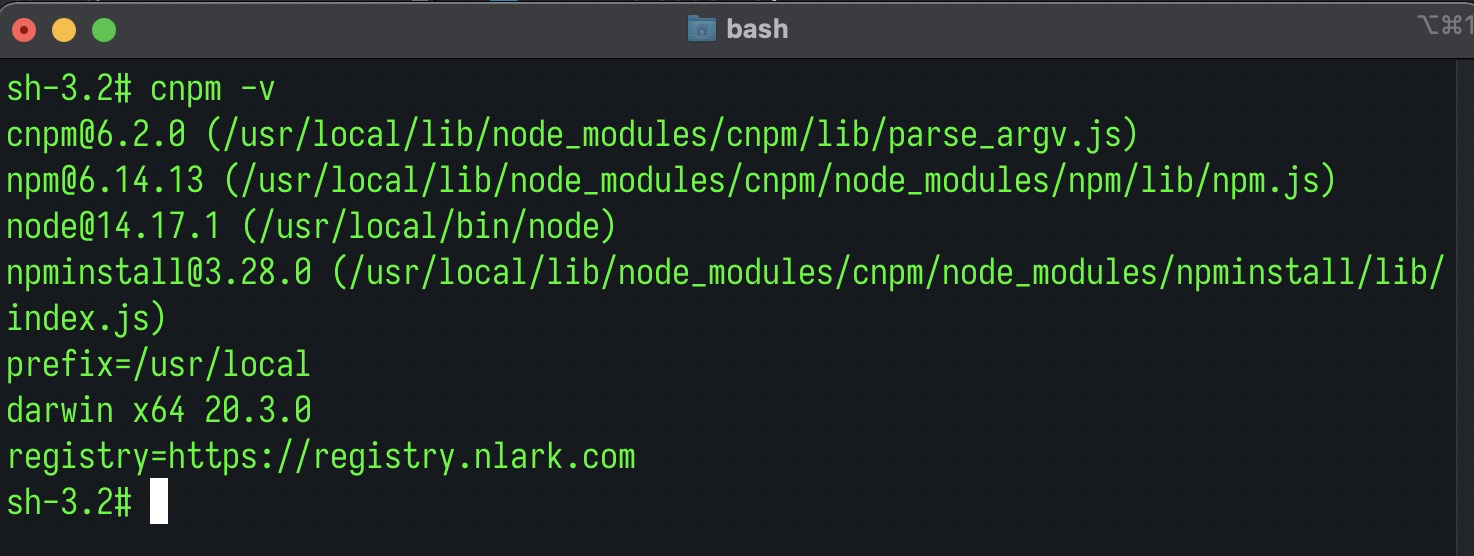 bash
⌥⌘1
sh-3.2# cnpm -v
cnpm@6.2.0 (/usr/local/lib/node_modules/cnpm/lib/parse_argv.js)
npm@6.14.13 (/usr/local/lib/node_modules/cnpm/node_modules/npm/lib/npm.js)
node@14.17.1 (/usr/local/bin/node)
npminstall@3.28.0 (/usr/local/lib/node_modules/cnpm/node_modules/npminstall/lib/
index.js)
prefix=/usr/local
darwin x64 20.3.0
registry=https://registry.nlark.com
sh-3.2#